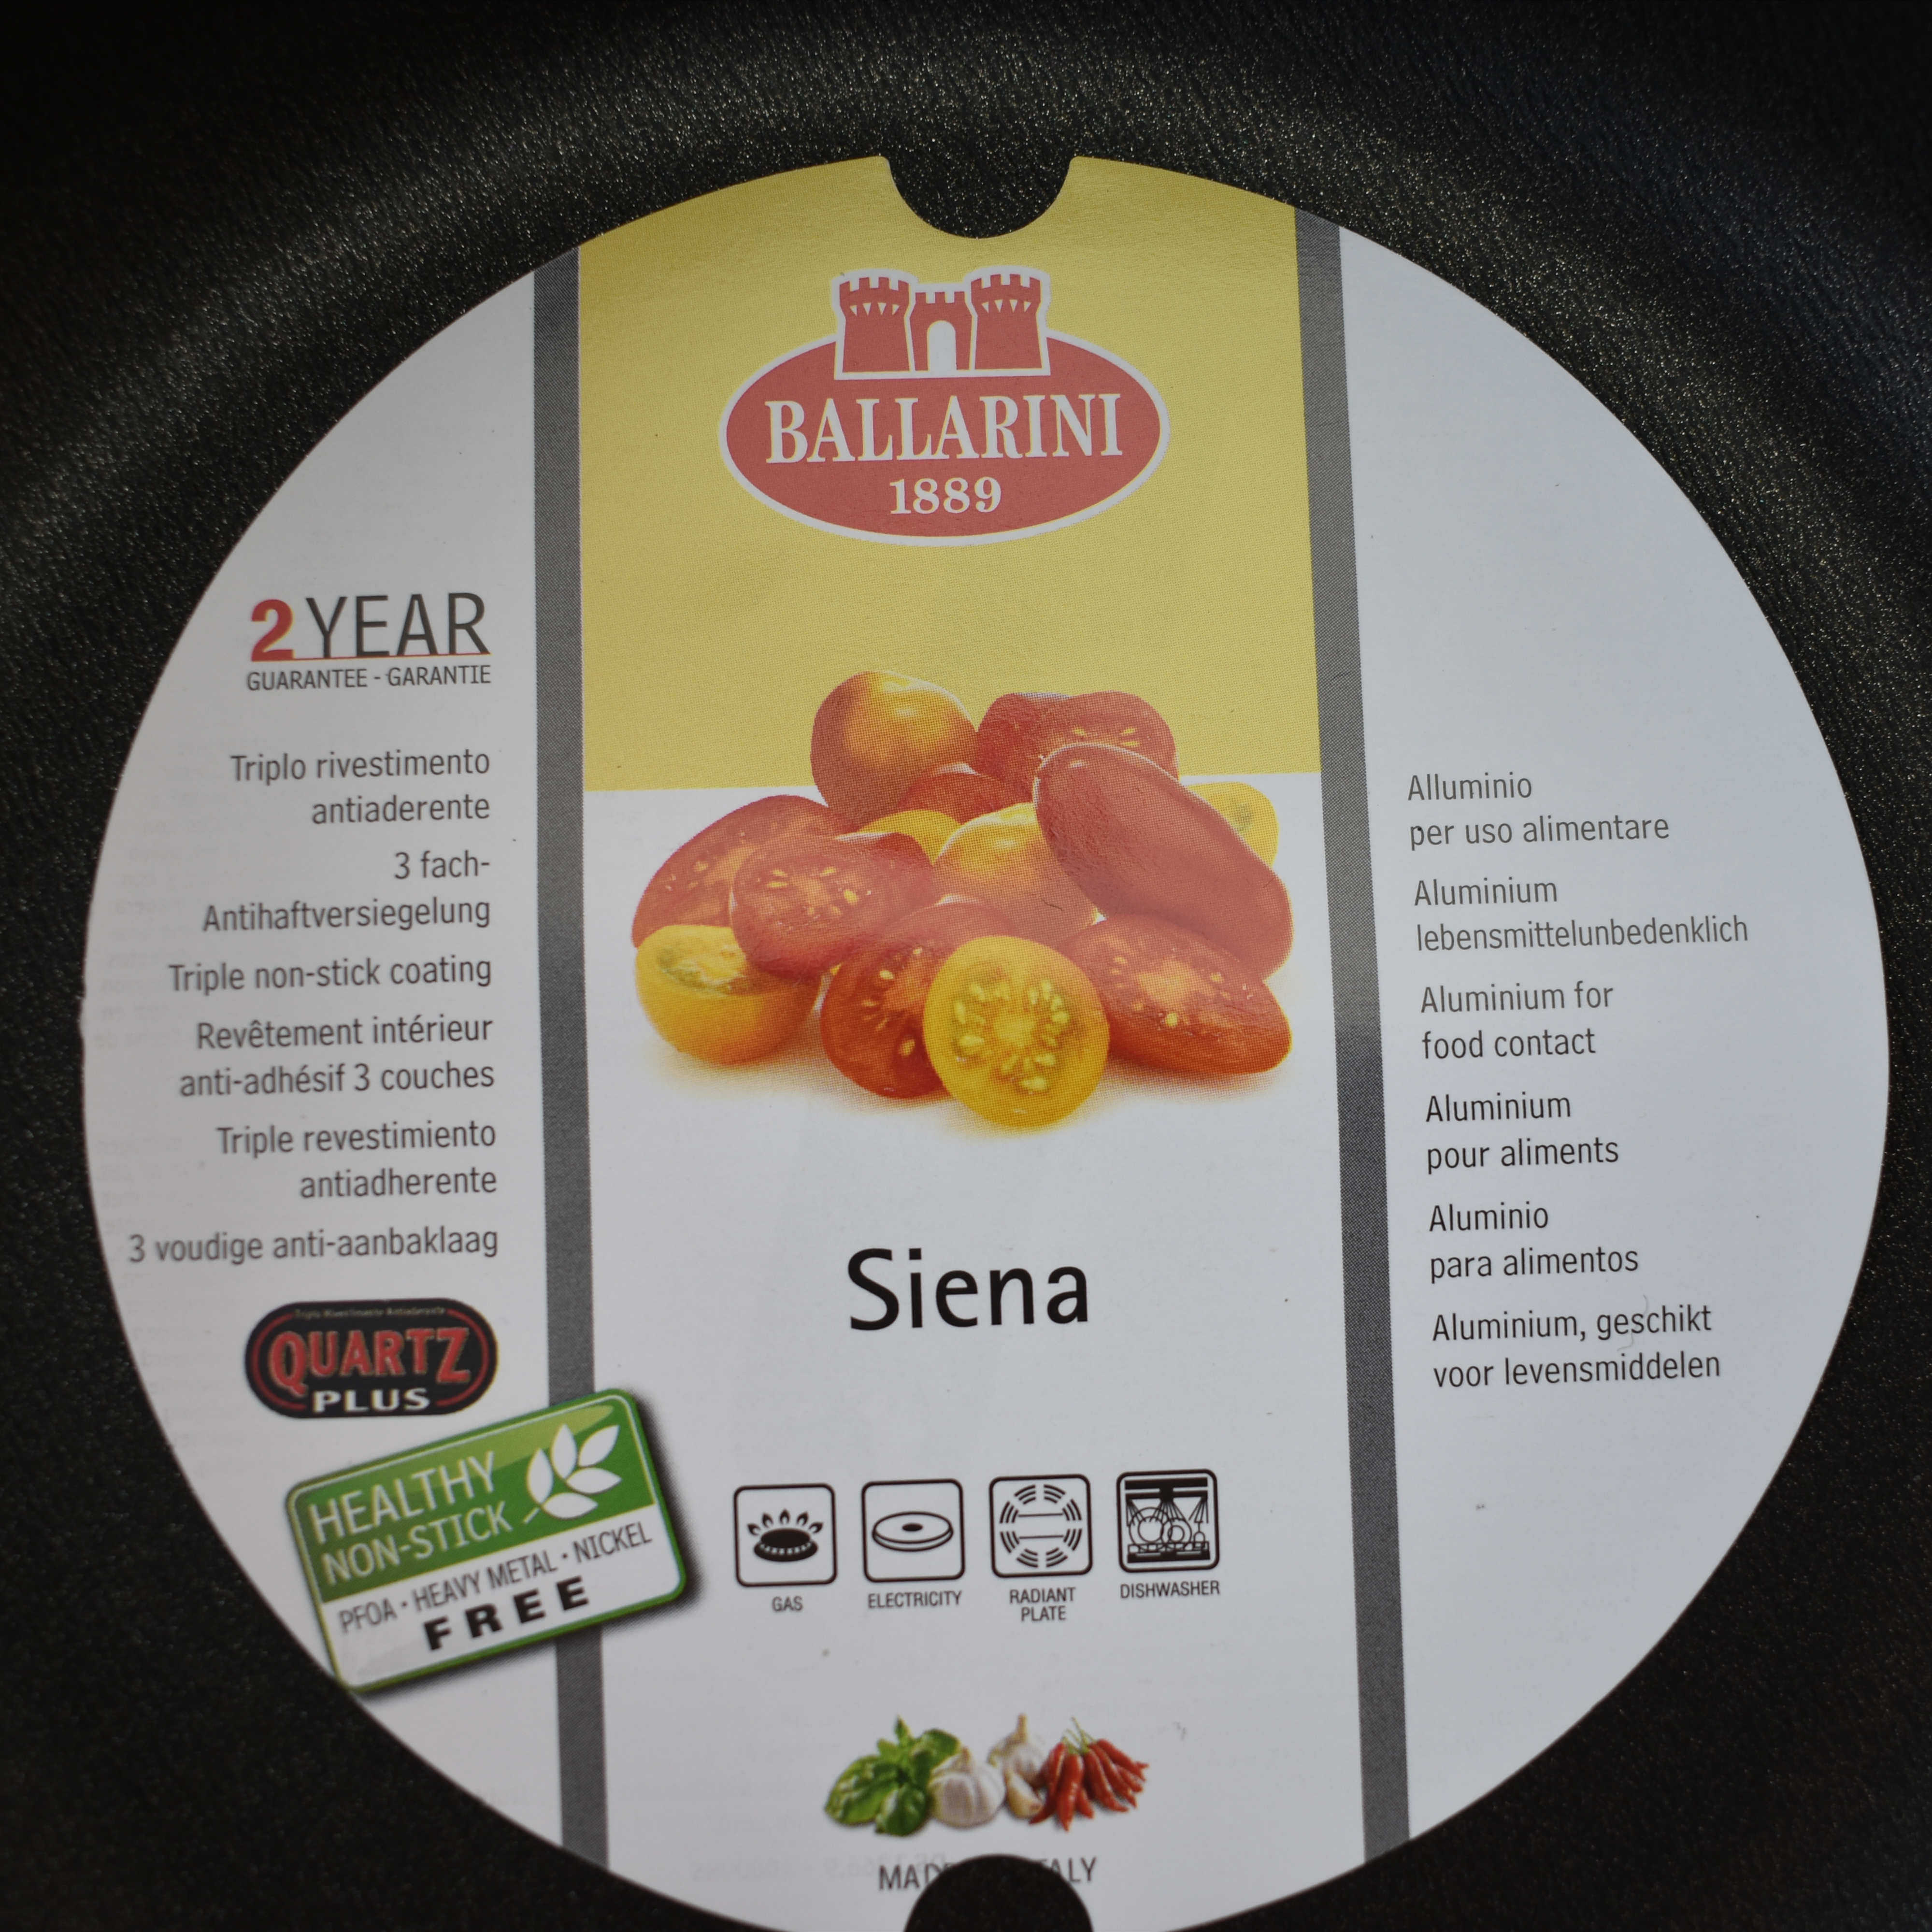 BALLARINI
1889
2 YEAR
GUARANTEE - GARANTIE
Triplo rivestimento
antiaderente
3 fach-
Antihaftversiegelung
Triple non-stick coating
Revêtement intérieur
anti-adhésif 3 couches
Triple revestimiento
antiadherente
3 voudige anti-aanbaklaag
Triplo Rivestimento Antiaderente
QUARTZ
PLUS
HEALTHY
NON-STICK
PFOA · HEAVY METAL · NICKEL
FREE
Siena
GAS
ELECTRICITY
RADIANT
PLATE
DISHWASHER
Alluminio
per uso alimentare
Aluminium
lebensmittelunbedenklich
Aluminium for
food contact
Aluminium
pour aliments
Aluminio
para alimentos
Aluminium, geschikt
voor levensmiddelen